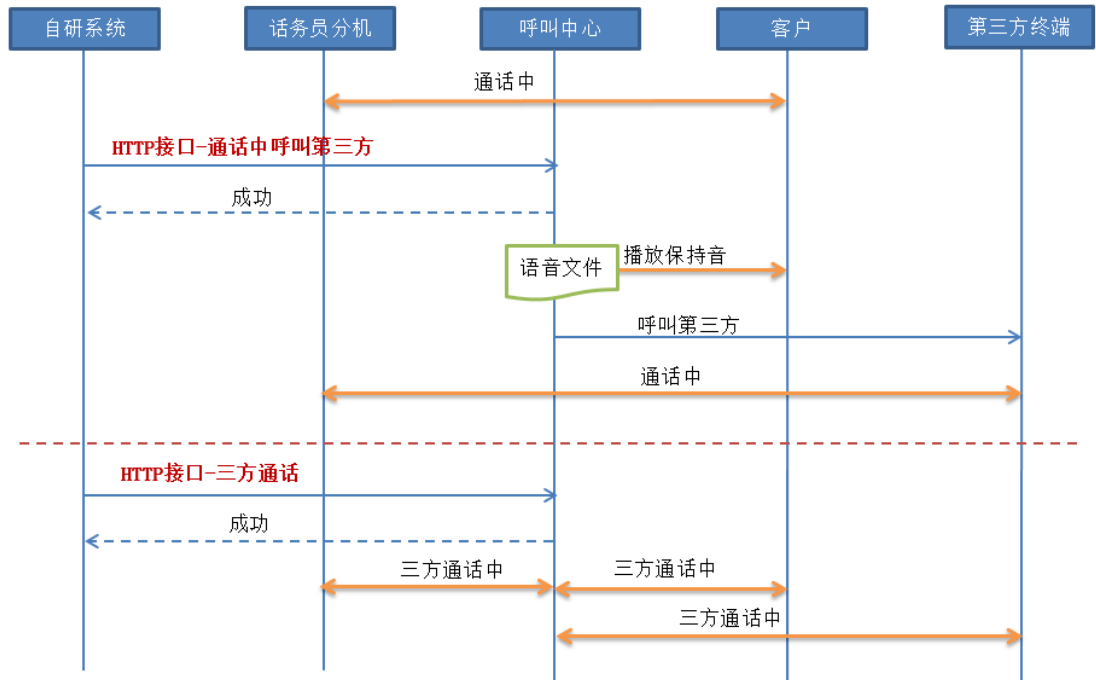 自研系统
话务员分机
呼叫中心
客户
第三方终端
通话中
HTTP接口-通话中呼叫第三方
成功
语音文件
播放保持音
呼叫第三方
通话中
HTTP接口-三方通话
成功
三方通话中
三方通话中
三方通话中